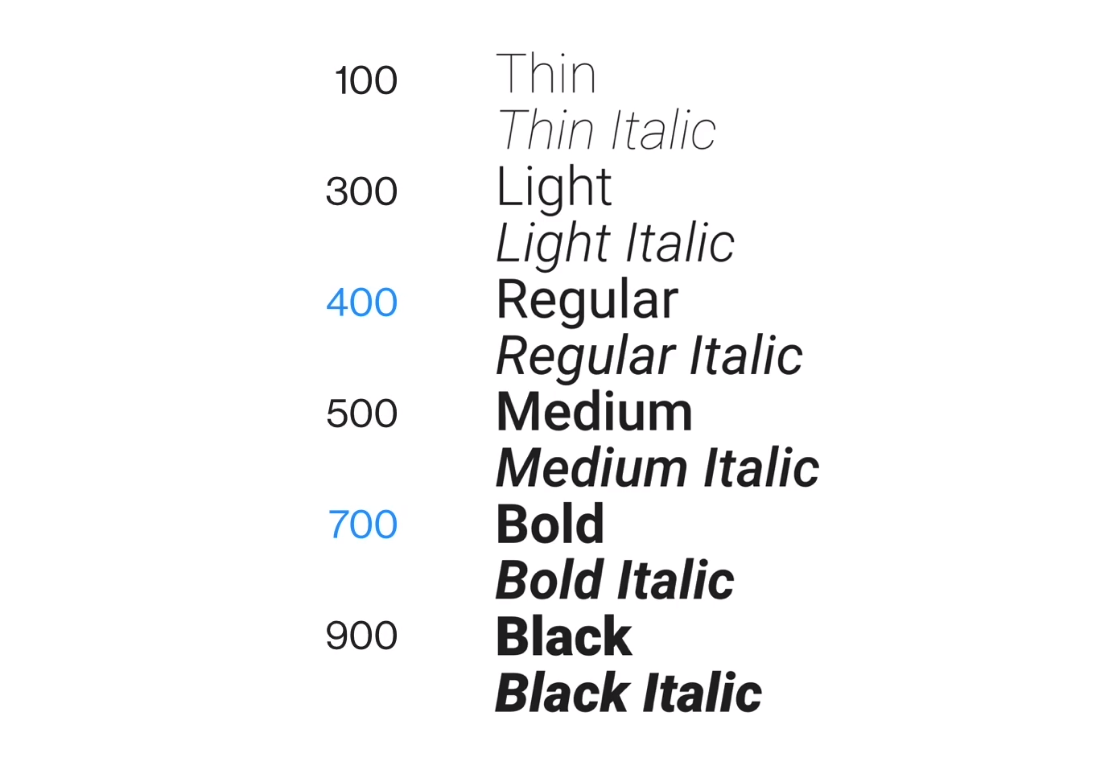 100 Thin
Thin Italic
300 Light
Light Italic
400 Regular
Regular Italic
500 Medium
Medium Italic
700 Bold
Bold Italic
900 Black
Black Italic